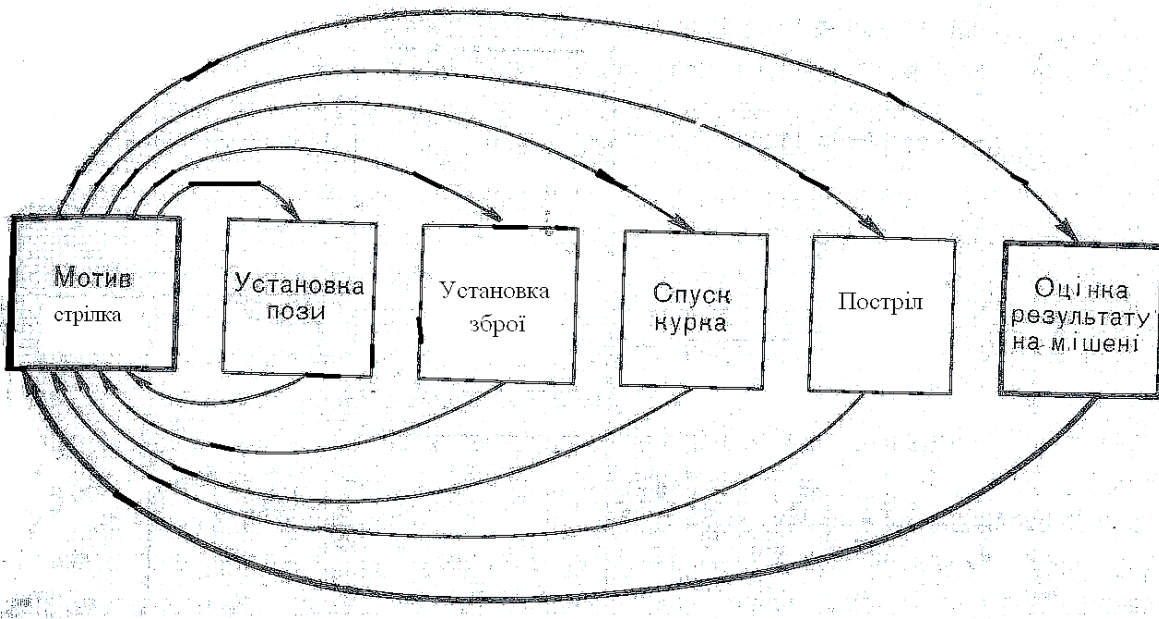 Мотив
стрілка
Установка
пози
Установка
зброї
Спуск
курка
Постріл
Оцінка
результату
на мішені